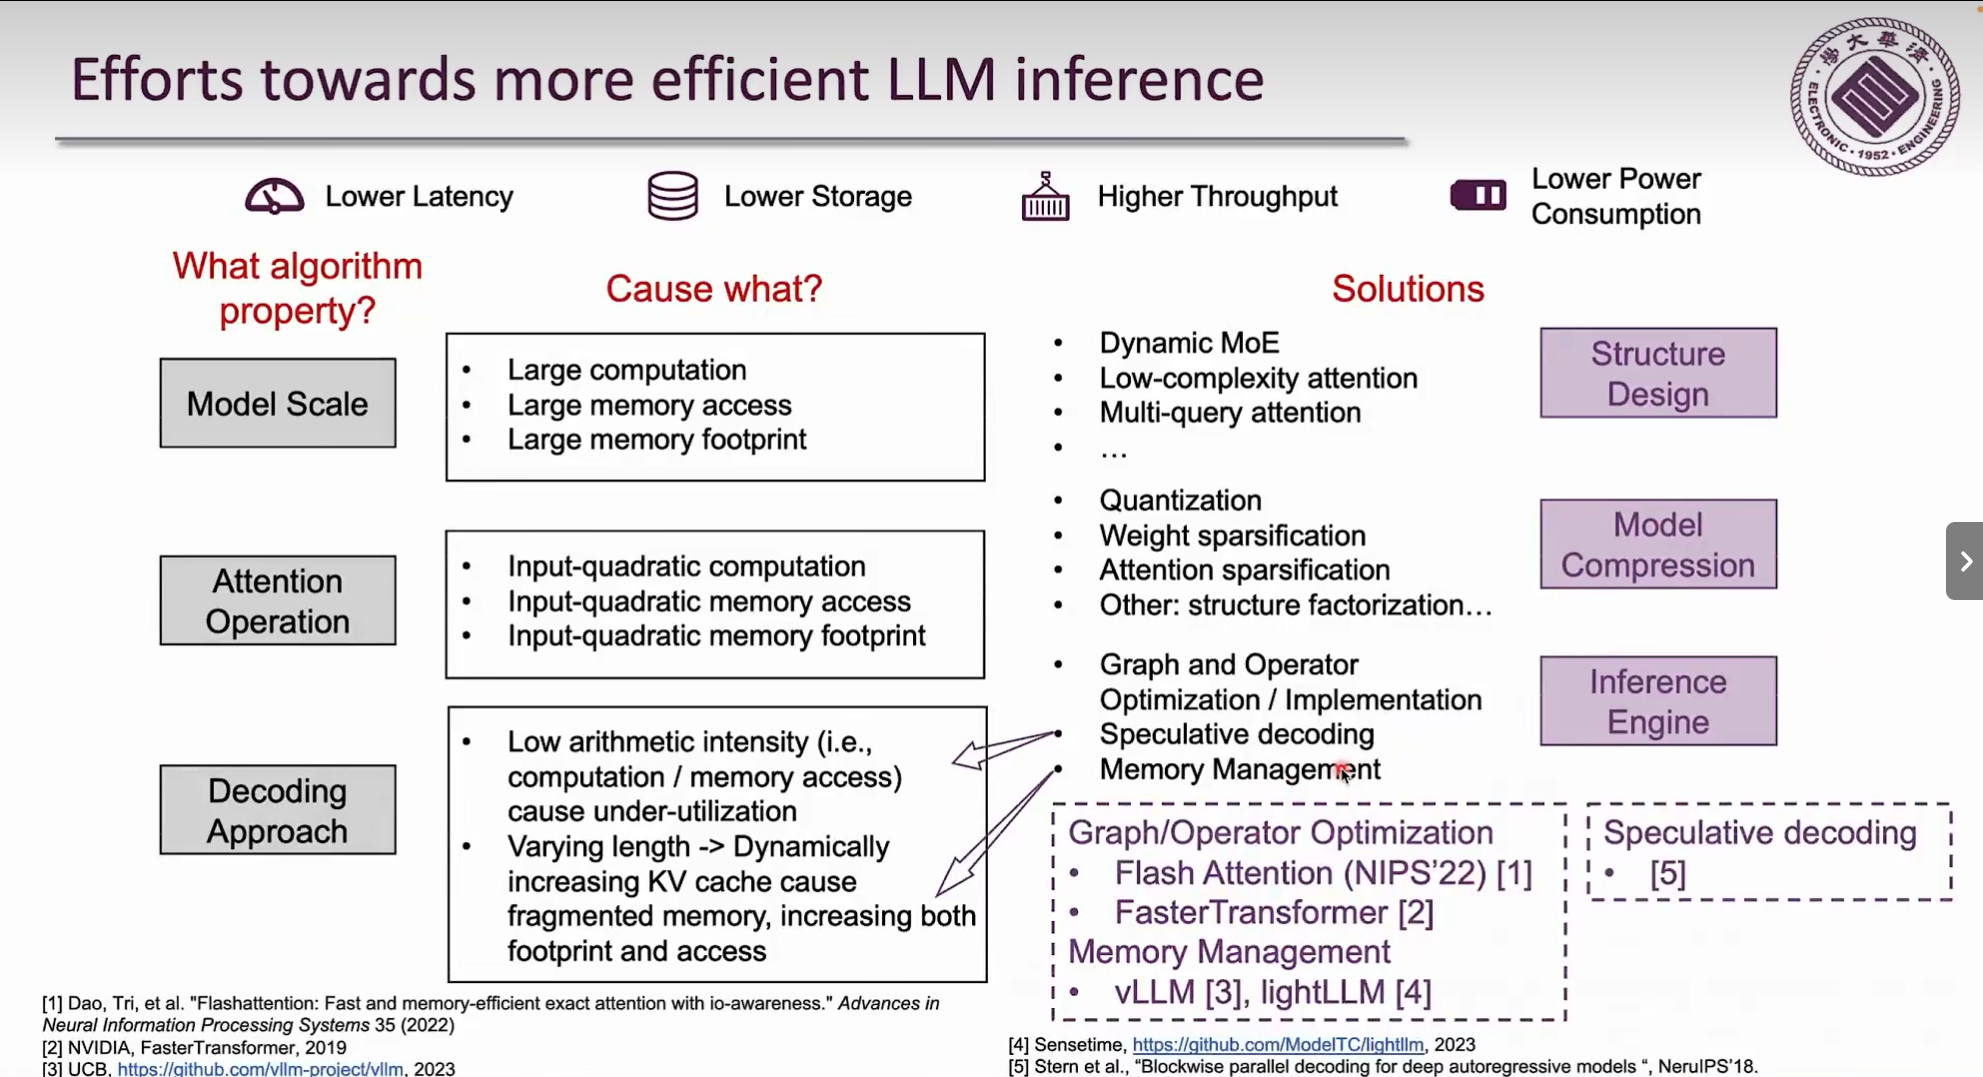 Efforts towards more efficient LLM inference
學大華淸
ELECTRONIC • 1952 • ENGINEERING
Lower Latency
Lower Storage
Higher Throughput
Lower Power
Consumption
What algorithm
property?
Cause what?
Solutions
Model Scale
• Large computation
• Large memory access
• Large memory footprint
• Dynamic MoE
• Low-complexity attention
• Multi-query attention
• …
Structure
Design
Attention
Operation
• Input-quadratic computation
• Input-quadratic memory access
• Input-quadratic memory footprint
• Quantization
• Weight sparsification
• Attention sparsification
• Other: structure factorization…
Model
Compression
Decoding
Approach
• Low arithmetic intensity (i.e.,
computation / memory access)
cause under-utilization
• Varying length -> Dynamically
increasing KV cache cause
fragmented memory, increasing both
footprint and access
• Graph and Operator
Optimization / Implementation
• Speculative decoding
• Memory Management
Inference
Engine
Graph/Operator Optimization
• Flash Attention (NIPS’22) [1]
• FasterTransformer [2]
Memory Management
• vLLM [3], lightLLM [4]
Speculative decoding
• [5]
[1] Dao, Tri, et al. "Flashattention: Fast and memory-efficient exact attention with io-awareness." Advances in
Neural Information Processing Systems 35 (2022)
[2] NVIDIA, FasterTransformer, 2019
[3] UCB, https://github.com/vllm-project/vllm, 2023
[4] Sensetime, https://github.com/ModelTC/lightllm, 2023
[5] Stern et al., “Blockwise parallel decoding for deep autoregressive models “, NeruIPS’18.